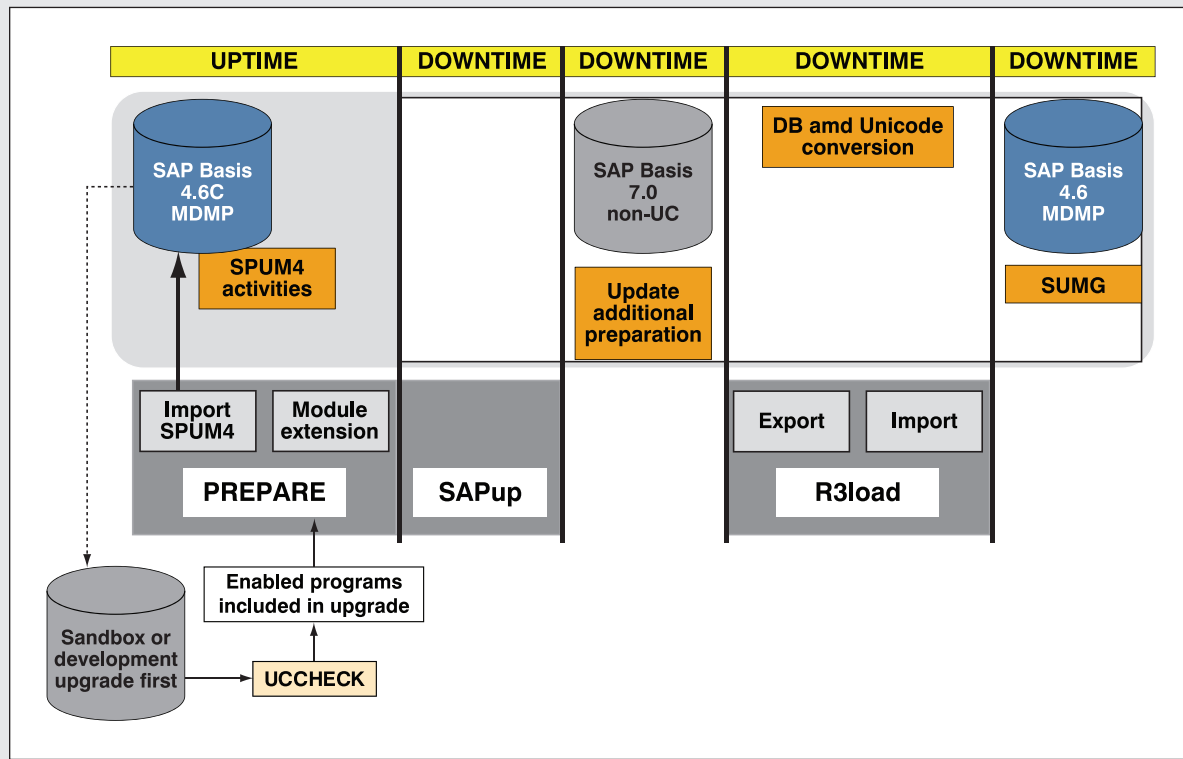 UPTIME
DOWNTIME
DOWNTIME
DOWNTIME
DOWNTIME
SAP Basis
4.6C
MDMP
SPUM4
activities
SAP Basis
7.0
non-UC
Update
additional
preparation
DB amd Unicode
conversion
SAP Basis
4.6
MDMP
SUMG
Import
SPUM4
Module
extension
PREPARE
SAPup
Export
Import
R3load
Enabled programs
included in upgrade
Sandbox or
development
upgrade first
UCCHECK